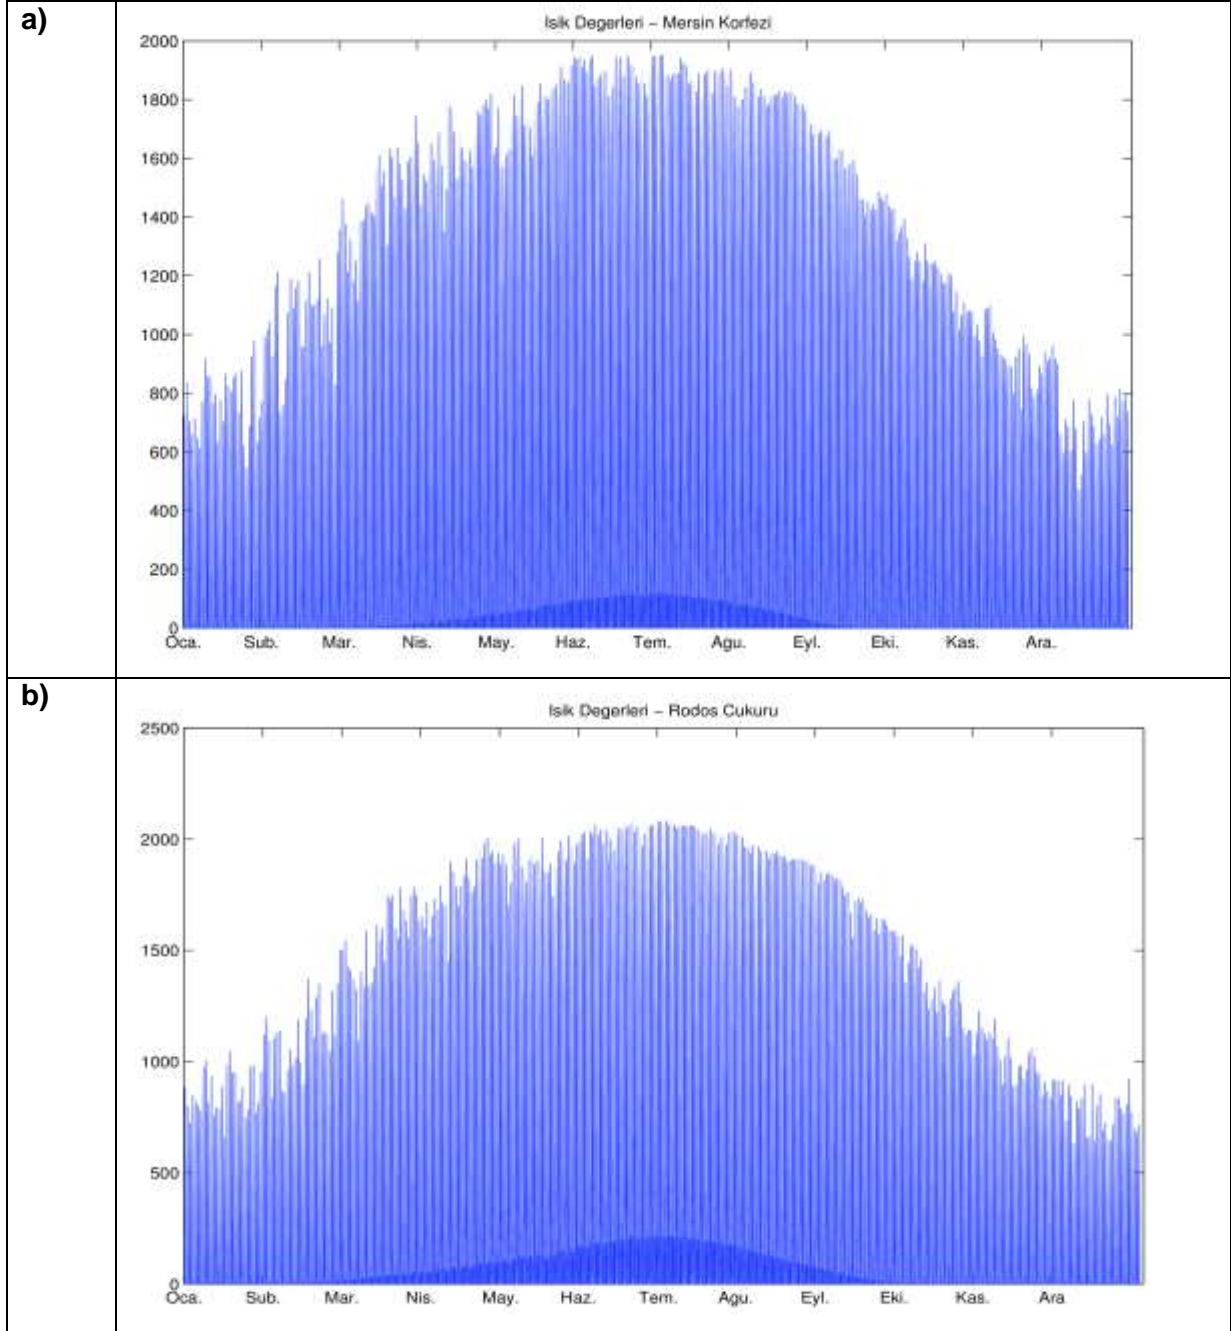 a)
Isik Degerleri – Mersin Korfezi
2000
1800
1600
1400
1200
1000
800
600
400
200
0
Oca. Sub. Mar. Nis. May. Haz. Tem. Agu. Eyl. Eki. Kas. Ara.
b)
Isik Degerleri – Rodos Cukuru
2500
2000
1500
1000
500
0
Oca. Sub. Mar. Nis. May. Haz. Tem. Agu. Eyl. Eki. Kas. Ara